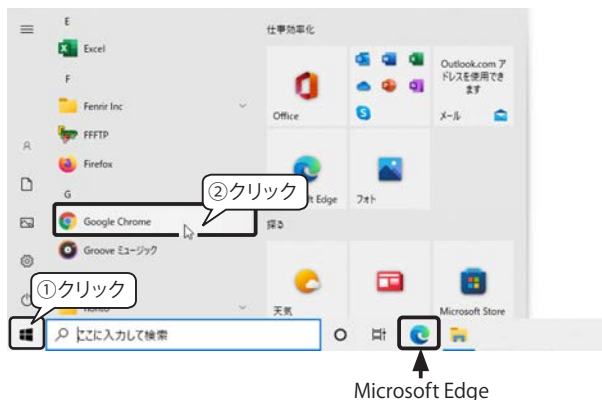 E
Excel
F
Fenrir Inc
FFFTP
Firefox
G
Google Chrome
Groove ミュージック
②クリック
①クリック
仕事効率化
Office
Outlook.com ア
ドレスを使用でき
ます
メール
t Edge
フォト
探る
天気
Microsoft Store
ここに入力して検索
Microsoft Edge